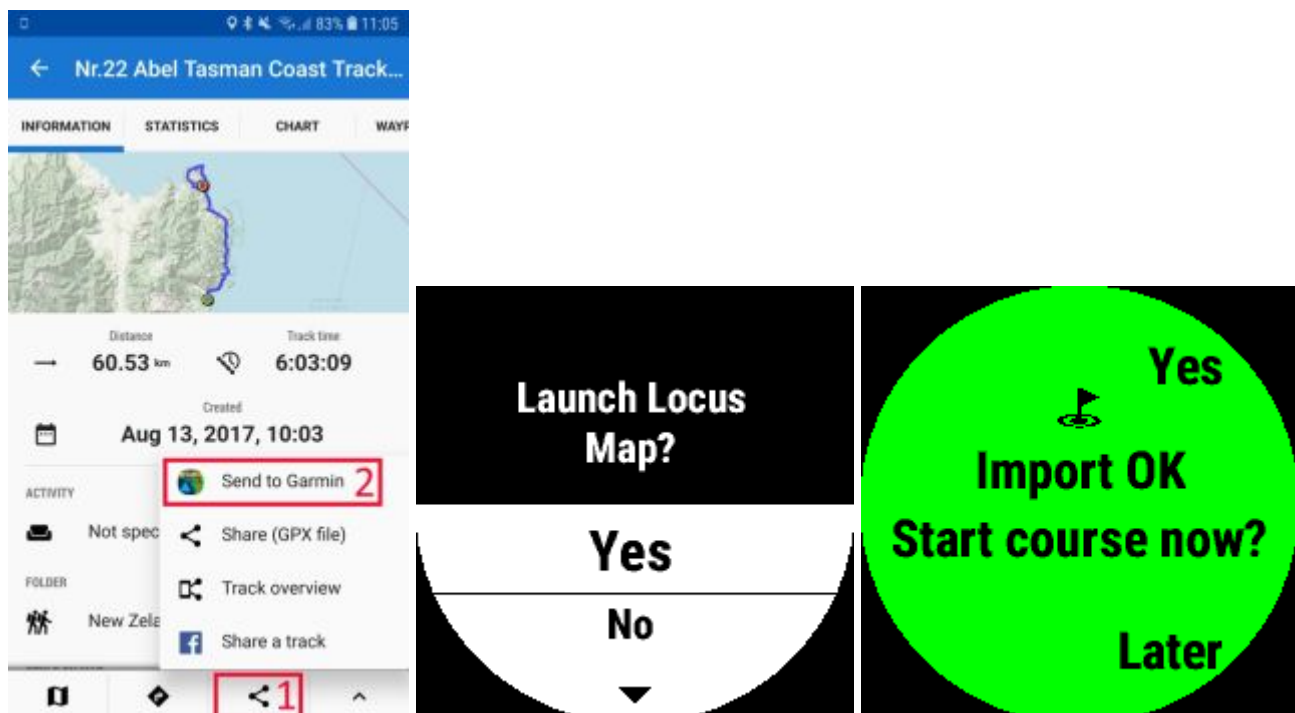 83% 11:05
Nr.22 Abel Tasman Coast Track...
INFORMATION STATISTICS CHART WAYP
Distance Track time
60.53 km 6:03:09
Created
Aug 13, 2017, 10:03
Send to Garmin 2
ACTIVITY
Not spec
Share (GPX file)
Track overview
FOLDER
New Zela
Share a track
1
Launch Locus
Map?
Yes
No
Yes
Import OK
Start course now?
Later